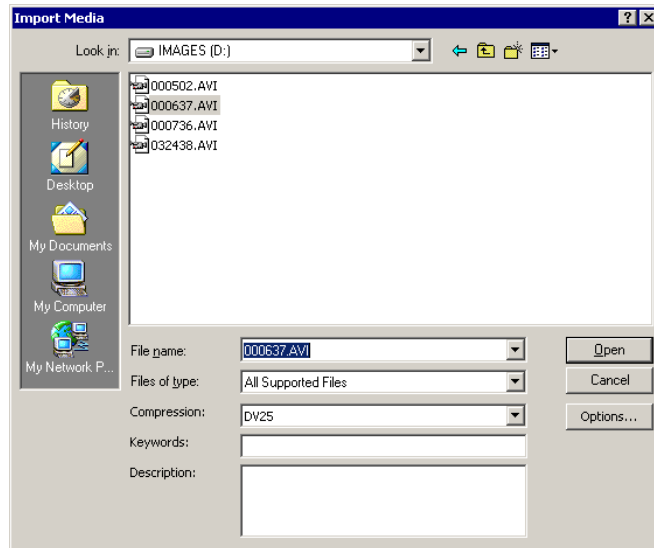 Import Media
Look in: IMAGES (D:)
000502.AVI
000637.AVI
000736.AVI
032438.AVI
History
Desktop
My Documents
My Computer
My Network P...
File name: 000637.AVI Open
Files of type: All Supported Files Cancel
Compression: DV25 Options...
Keywords:
Description: